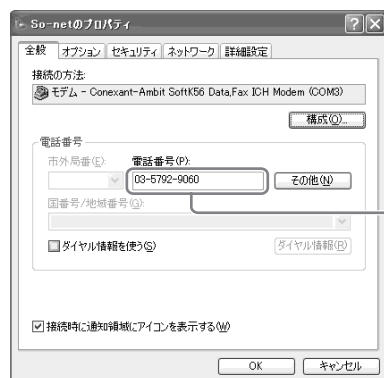 So-netのプロパティ
全般 オプション セキュリティ ネットワーク 詳細設定
接続の方法:
モデム - Conexant-Ambit SoftK56 Data,Fax ICH Modem (COM3)
構成(O)...
電話番号
市外局番(E): 電話番号(P):
03-5792-9060 その他(N)
国番号/地域番号(G):
ダイヤル情報を使う(S) ダイヤル情報(R)
接続時に通知領域にアイコンを表示する(W)
OK キャンセル